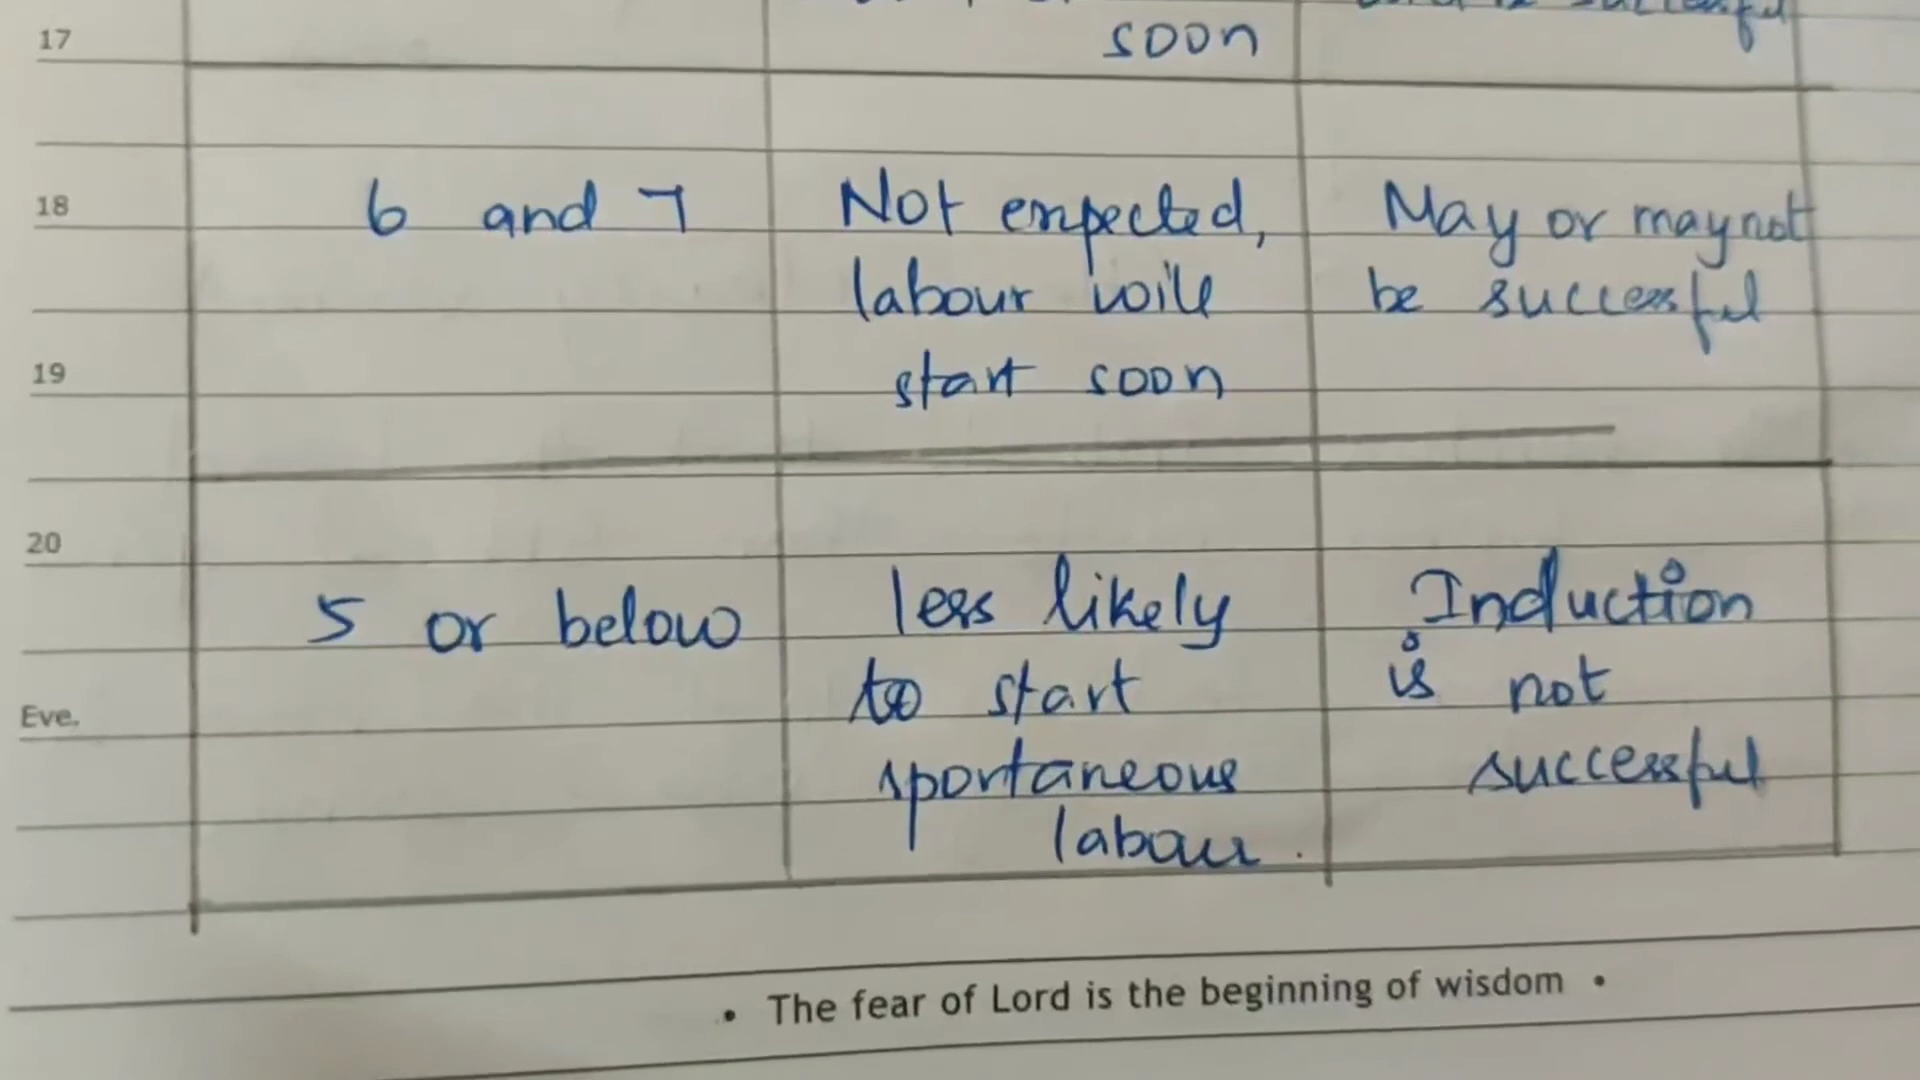 17
soon
successful
18
6 and 7
Not expected,
labour will
start soon
May or may not
be successful
19
20
5 or below
less likely
to start
spontaneous
labour.
Induction
is not
successful
Eve.
• The fear of Lord is the beginning of wisdom •